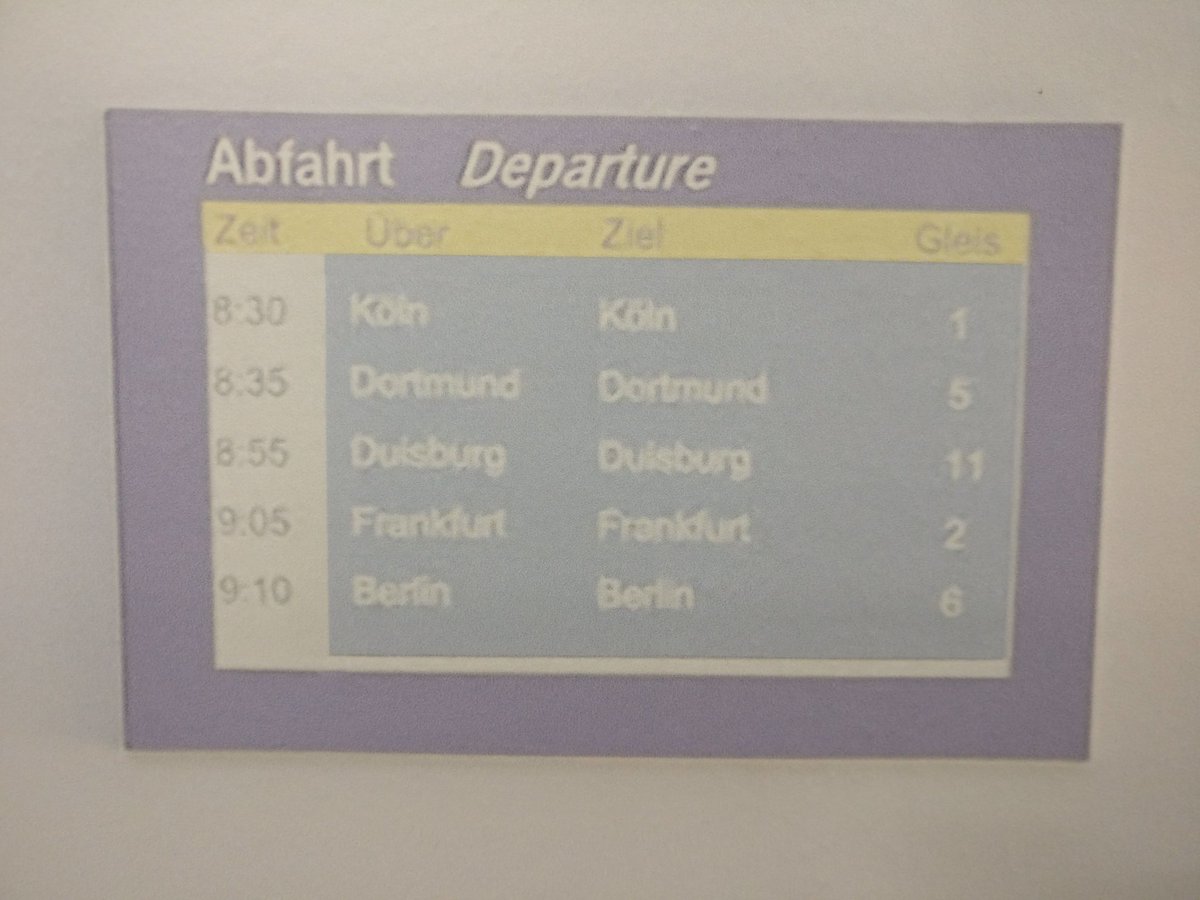 Abfahrt Departure
Zeit Über Ziel Gleis
8:30 Köln Köln 1
8:35 Dortmund Dortmund 5
8:55 Duisburg Duisburg 11
9:05 Frankfurt Frankfurt 2
9:10 Berlin Berlin 6